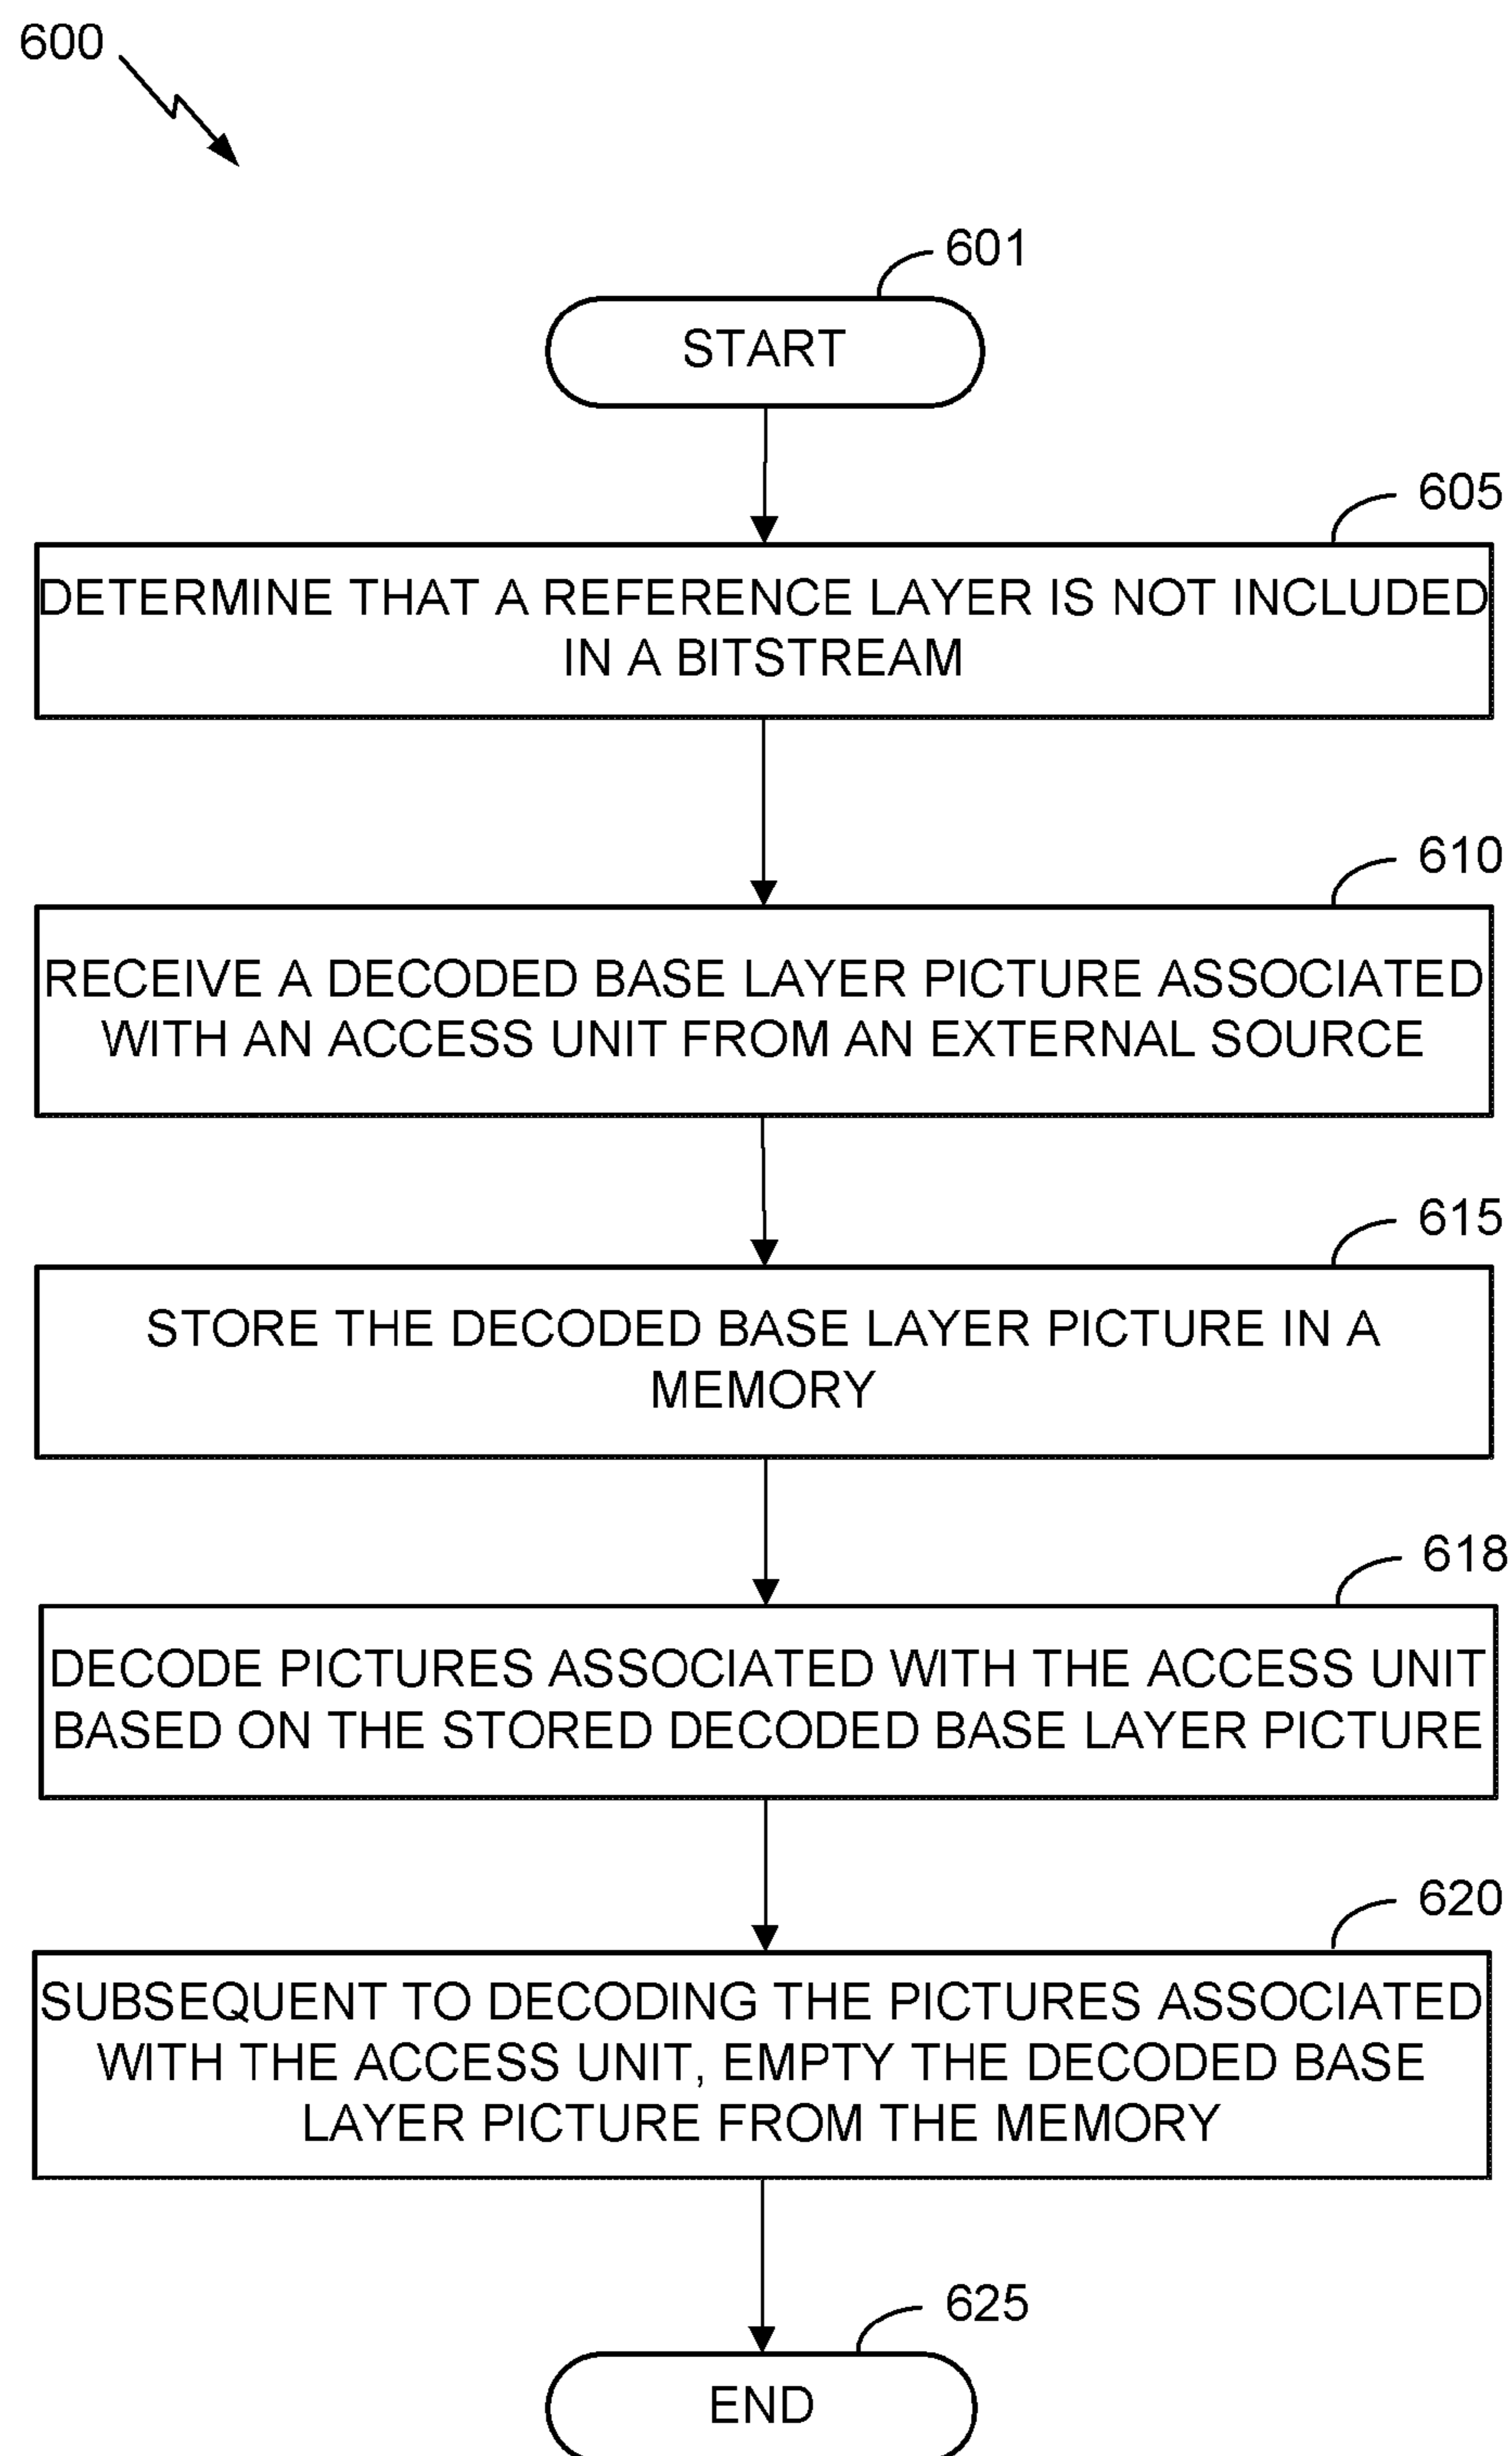 600
601
START
605
DETERMINE THAT A REFERENCE LAYER IS NOT INCLUDED
IN A BITSTREAM
610
RECEIVE A DECODED BASE LAYER PICTURE ASSOCIATED
WITH AN ACCESS UNIT FROM AN EXTERNAL SOURCE
615
STORE THE DECODED BASE LAYER PICTURE IN A
MEMORY
618
DECODE PICTURES ASSOCIATED WITH THE ACCESS UNIT
BASED ON THE STORED DECODED BASE LAYER PICTURE
620
SUBSEQUENT TO DECODING THE PICTURES ASSOCIATED
WITH THE ACCESS UNIT, EMPTY THE DECODED BASE
LAYER PICTURE FROM THE MEMORY
625
END